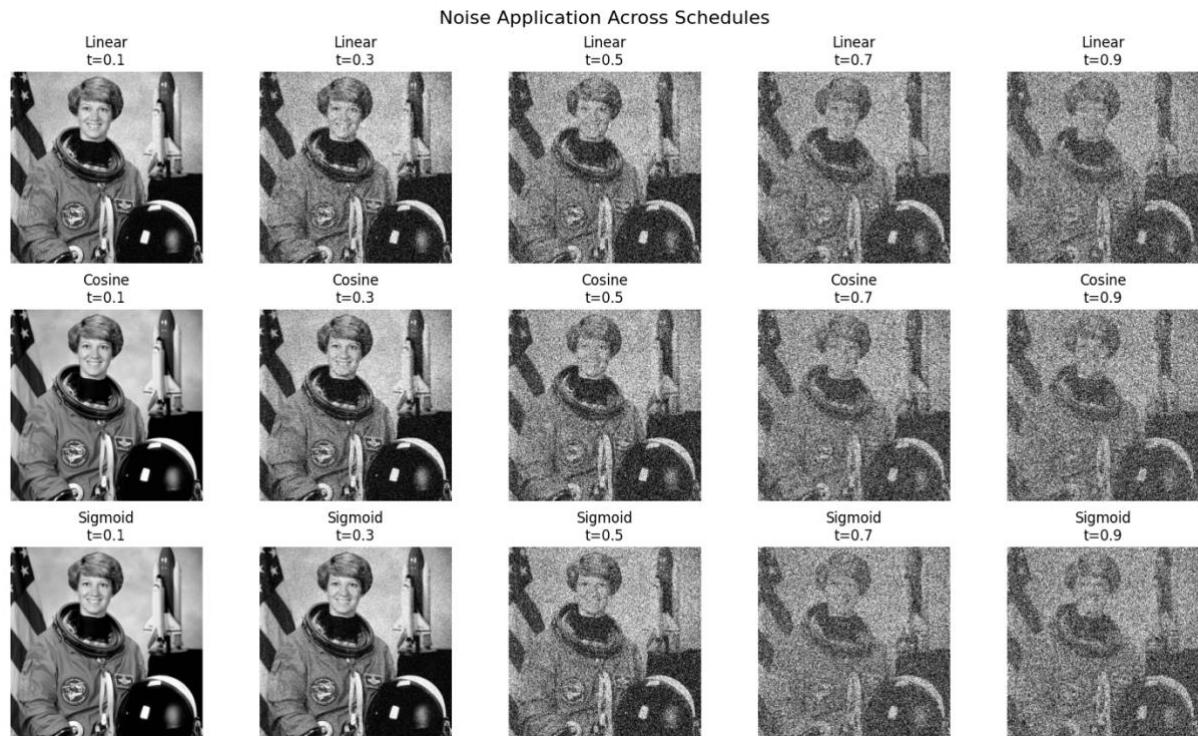 Noise Application Across Schedules
Linear
t=0.1
Linear
t=0.3
Linear
t=0.5
Linear
t=0.7
Linear
t=0.9
Cosine
t=0.1
Cosine
t=0.3
Cosine
t=0.5
Cosine
t=0.7
Cosine
t=0.9
Sigmoid
t=0.1
Sigmoid
t=0.3
Sigmoid
t=0.5
Sigmoid
t=0.7
Sigmoid
t=0.9